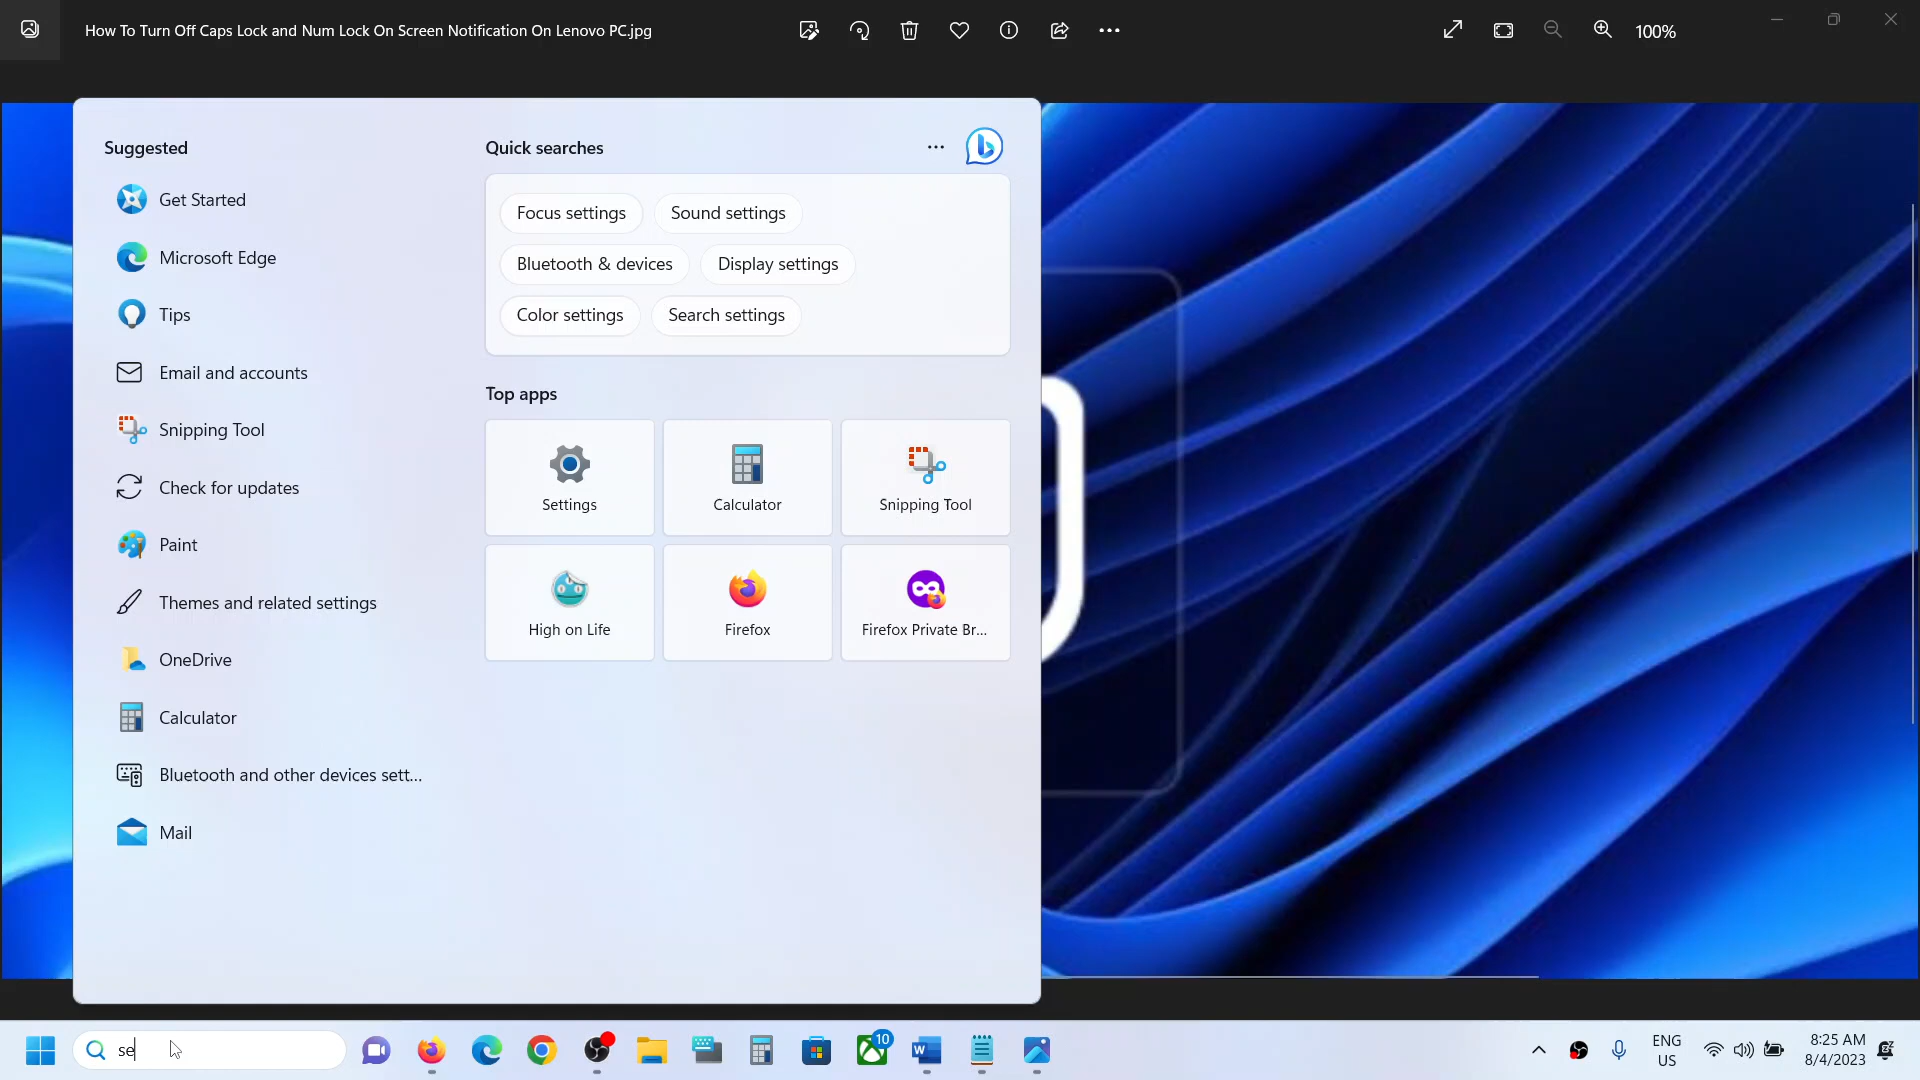 How To Turn Off Caps Lock and Num Lock On Screen Notification On Lenovo PC.jpg
100%
Suggested
Get Started
Microsoft Edge
Tips
Email and accounts
Snipping Tool
Check for updates
Paint
Themes and related settings
OneDrive
Calculator
Bluetooth and other devices sett...
Mail
Quick searches
Focus settings
Sound settings
Bluetooth & devices
Display settings
Color settings
Search settings
Top apps
Settings
Calculator
Snipping Tool
High on Life
Firefox
Firefox Private Br...
se
10
ENG
US
8:25 AM
8/4/2023